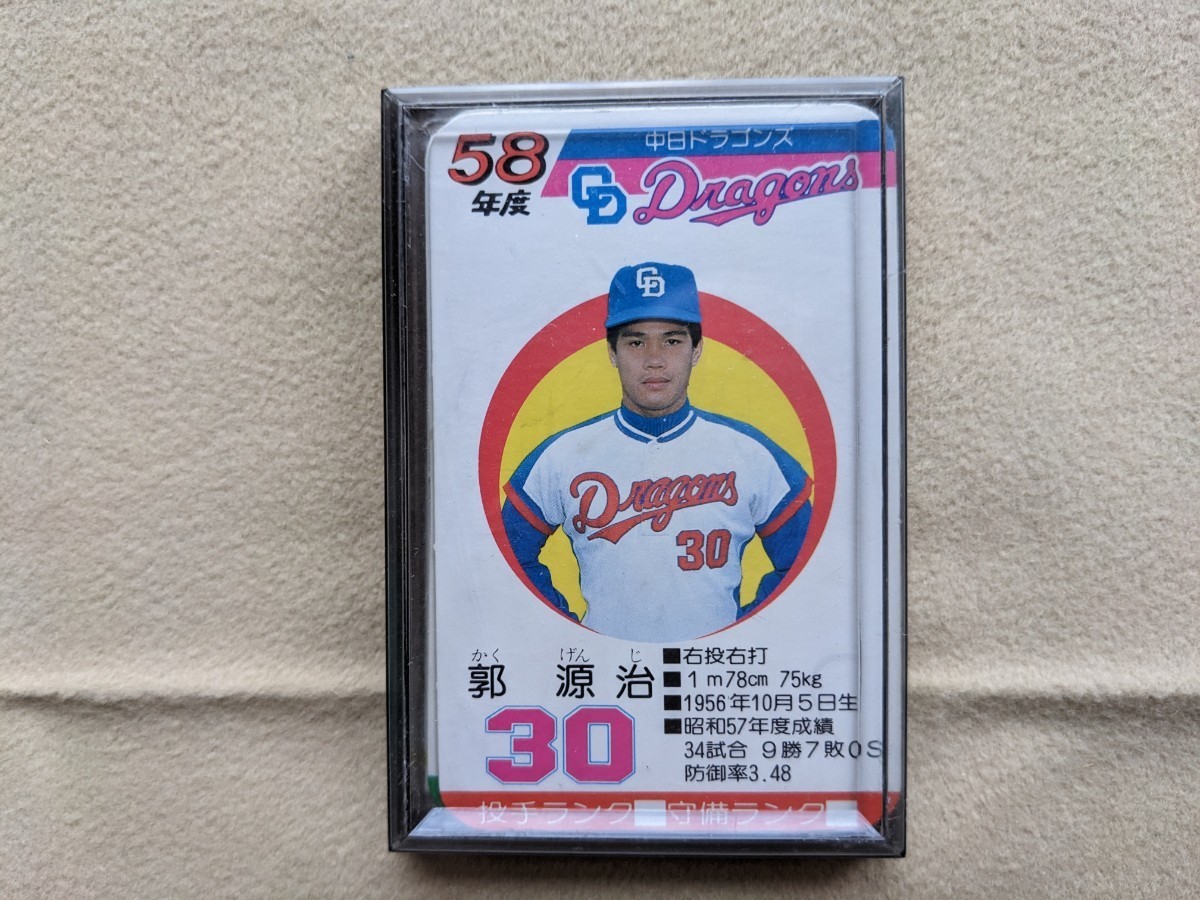 58
年度
中日ドラゴンズ
CD Dragons
CD
Dragons
30
かく げん じ
郭 源治
30
■右投右打
■1m78cm 75kg
■1956年10月5日生
■昭和57年度成績
34試合 9勝7敗0S
防御率3.48
投手ランク 守備ランク